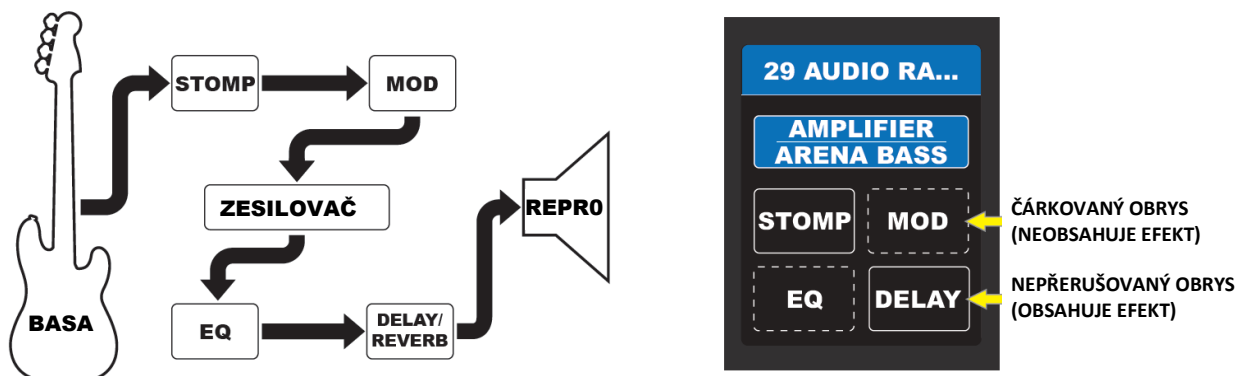 STOMP
MOD
ZESILOVAČ
REPR0
BASA
EQ
DELAY/
REVERB
29 AUDIO RA...
AMPLIFIER
ARENA BASS
STOMP
MOD
EQ
DELAY
ČÁRKOVANÝ OBRYS
(NEOBSAHUJE EFEKT)
NEPŘERUŠOVANÝ OBRYS
(OBSAHUJE EFEKT)